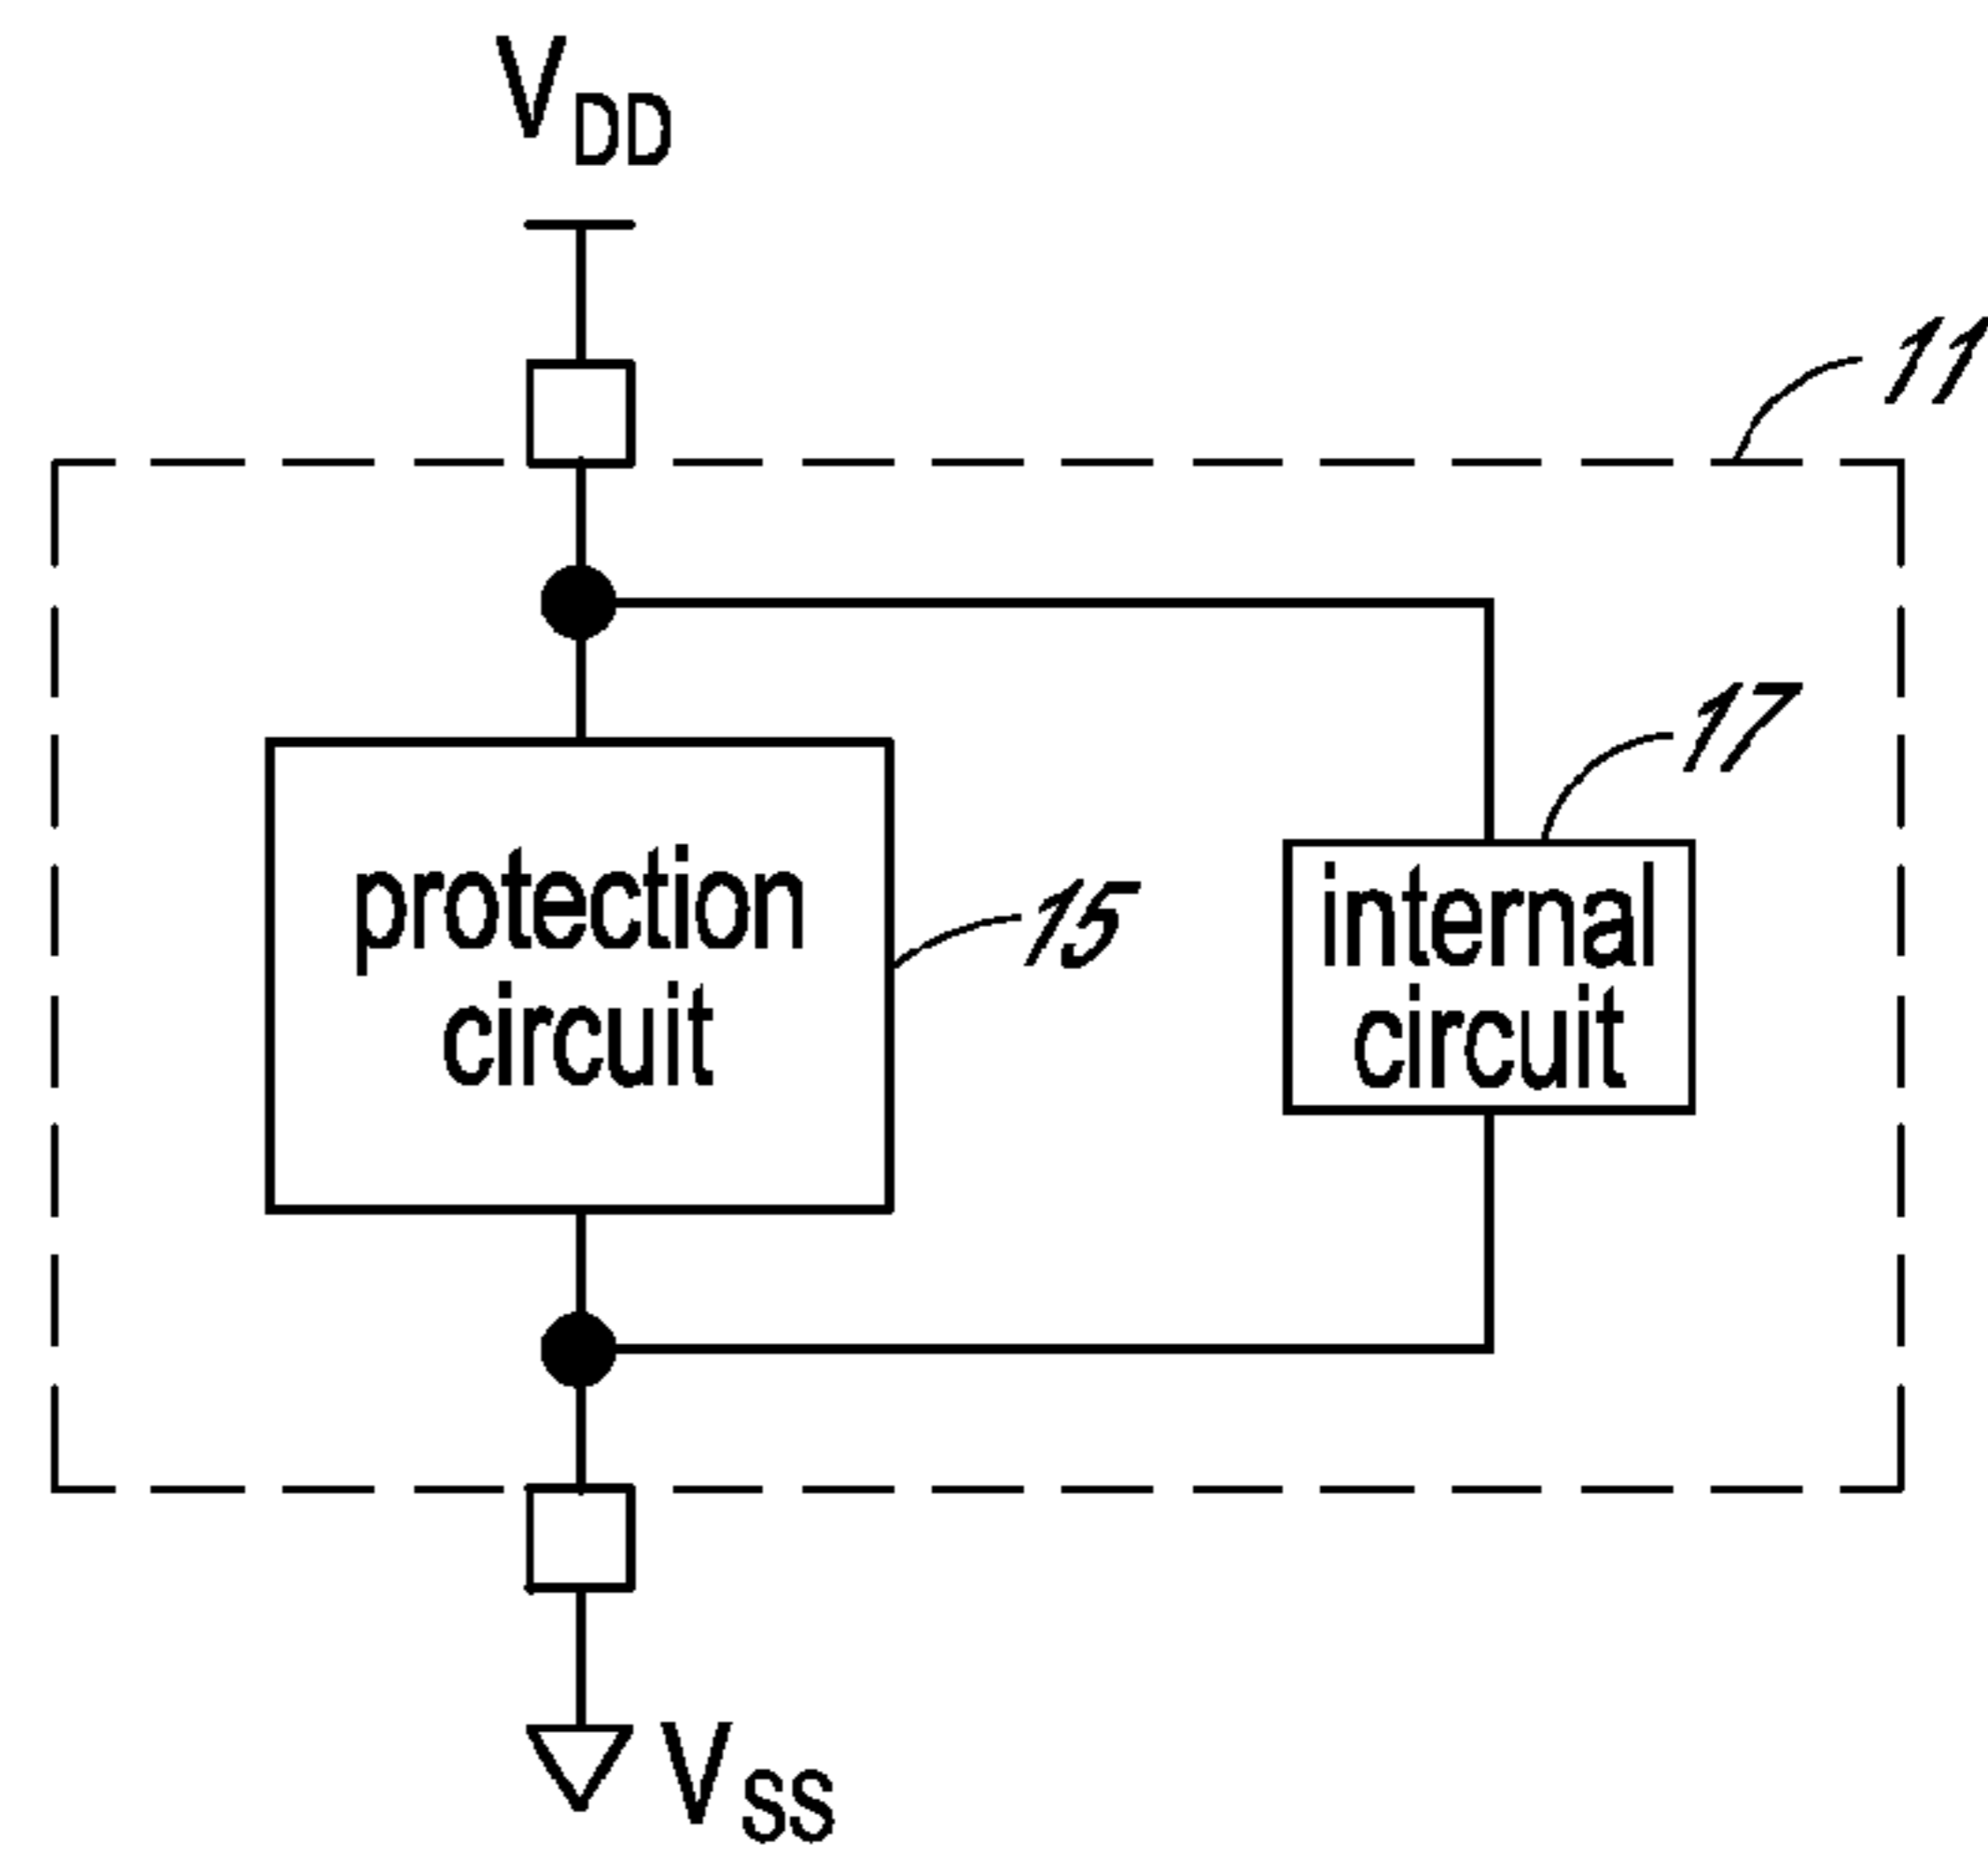 VDD
11
17
protection
circuit
15
internal
circuit
VSS